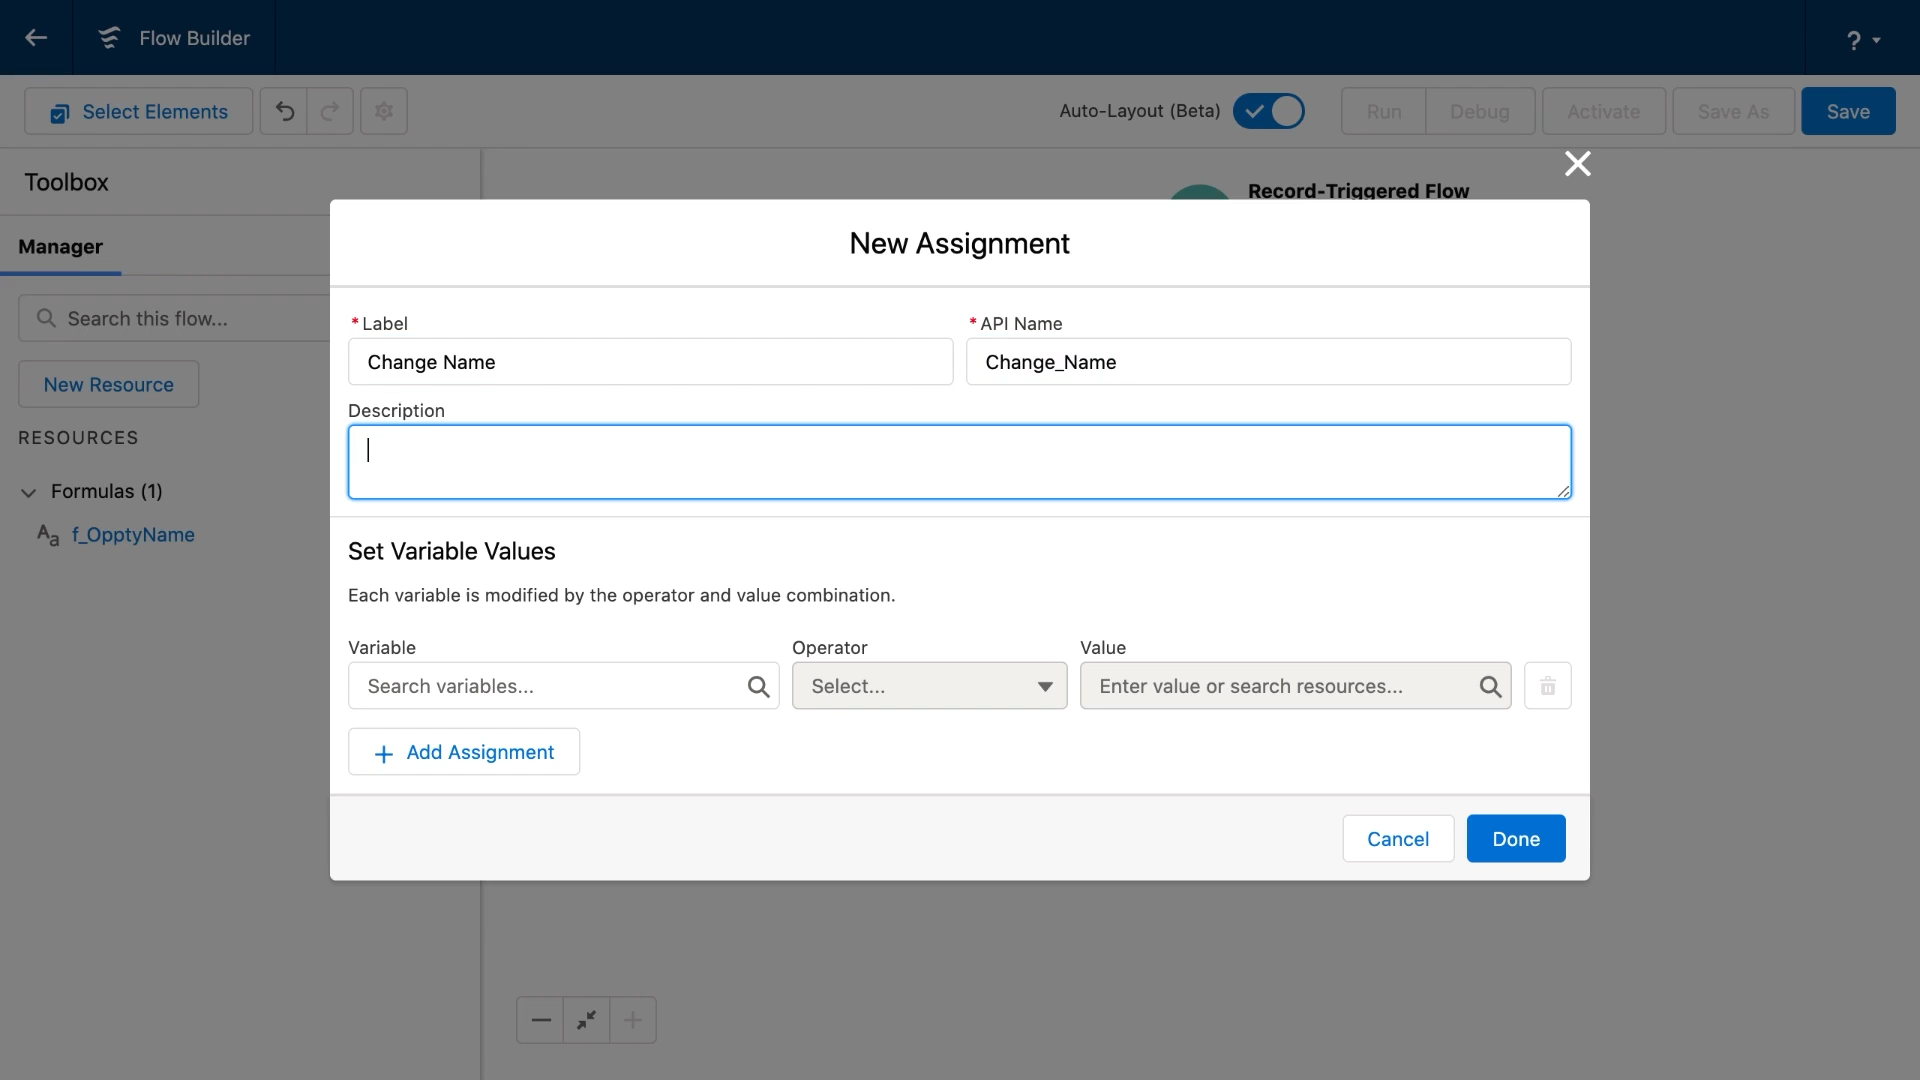 Flow Builder
?
Select Elements
Auto-Layout (Beta)
Run
Debug
Activate
Save As
Save
Toolbox
Record-Triggered Flow
Manager
New Assignment
Search this flow...
*Label
*API Name
Change Name
Change_Name
New Resource
Description
RESOURCES
Formulas (1)
Aa f_OpptyName
Set Variable Values
Each variable is modified by the operator and value combination.
Variable
Operator
Value
Search variables...
Select...
Enter value or search resources...
Add Assignment
Cancel
Done